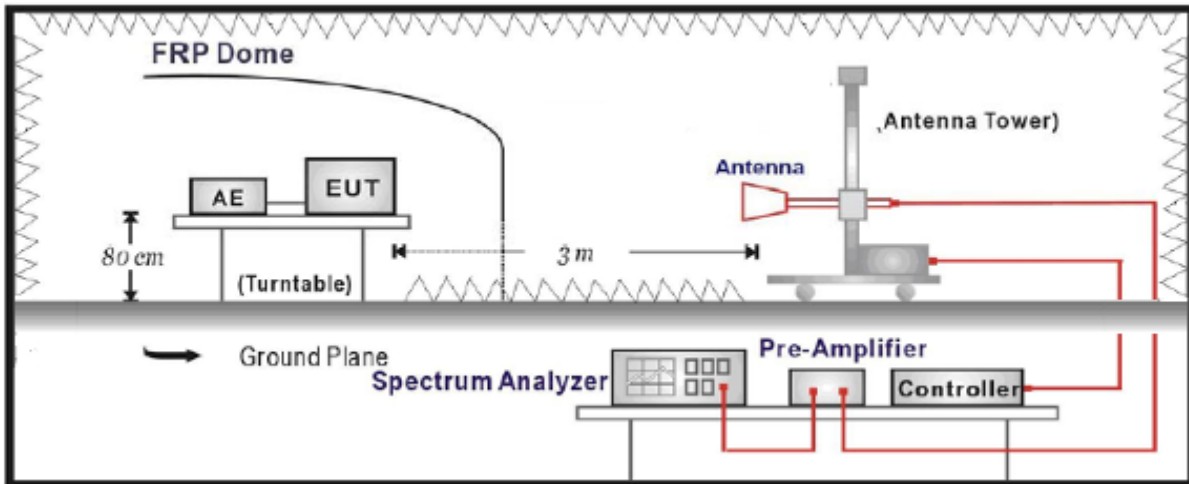 FRP Dome
(Antenna Tower)
Antenna
AE
EUT
80 cm
3 m
(Turntable)
Ground Plane
Pre-Amplifier
Spectrum Analyzer
Controller